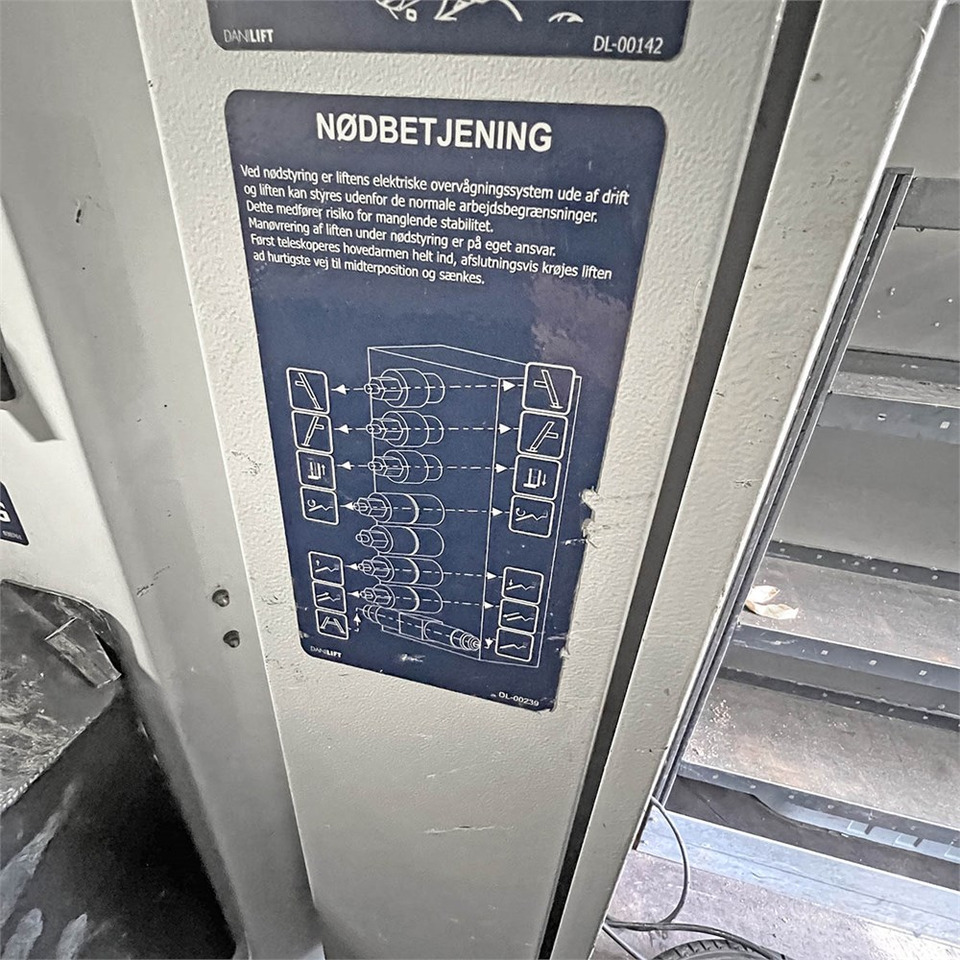 DANILIFT
DL-00142
NØDBETJENING
Ved nødstyring er liftens elektriske overvågningssystem ude af drift
og liften kan styres udenfor de normale arbejdsbegrænsninger.
Dette medfører risiko for manglende stabilitet.
Manøvrering af liften under nødstyring er på eget ansvar.
Først teleskoperes hovedarmen helt ind, afslutningsvis krøjes liften
ad hurtigste vej til midterposition og sænkes.
DANILIFT
DL-00239